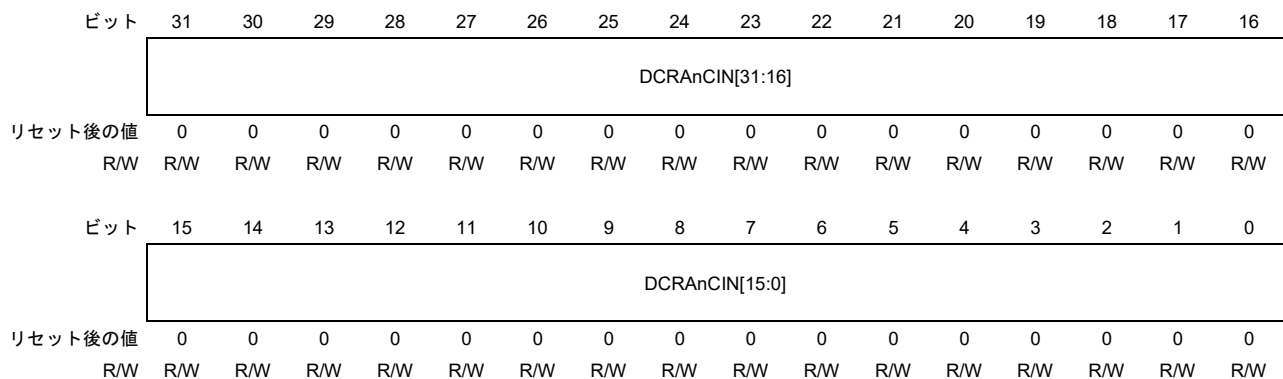 ビット 31 30 29 28 27 26 25 24 23 22 21 20 19 18 17 16
DCRAnCIN[31:16]
リセット後の値 0 0 0 0 0 0 0 0 0 0 0 0 0 0 0 0
R/W R/W R/W R/W R/W R/W R/W R/W R/W R/W R/W R/W R/W R/W R/W R/W R/W
ビット 15 14 13 12 11 10 9 8 7 6 5 4 3 2 1 0
DCRAnCIN[15:0]
リセット後の値 0 0 0 0 0 0 0 0 0 0 0 0 0 0 0 0
R/W R/W R/W R/W R/W R/W R/W R/W R/W R/W R/W R/W R/W R/W R/W R/W R/W